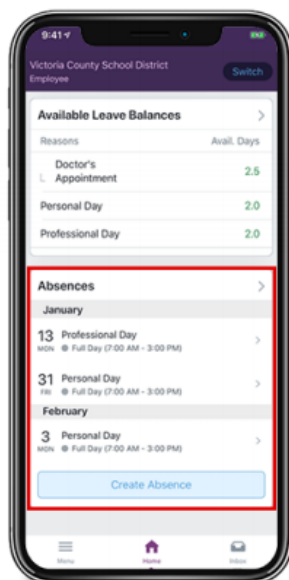 9:41
Victoria County School District
Employee
Switch
Available Leave Balances
Reasons Avail. Days
Doctor's
Appointment 2.5
Personal Day 2.0
Professional Day 2.0
Absences
January
13 Professional Day
MON Full Day (7:00 AM - 3:00 PM)
31 Personal Day
FRI Full Day (7:00 AM - 3:00 PM)
February
3 Personal Day
MON Full Day (7:00 AM - 3:00 PM)
Create Absence
Menu Home Inbox